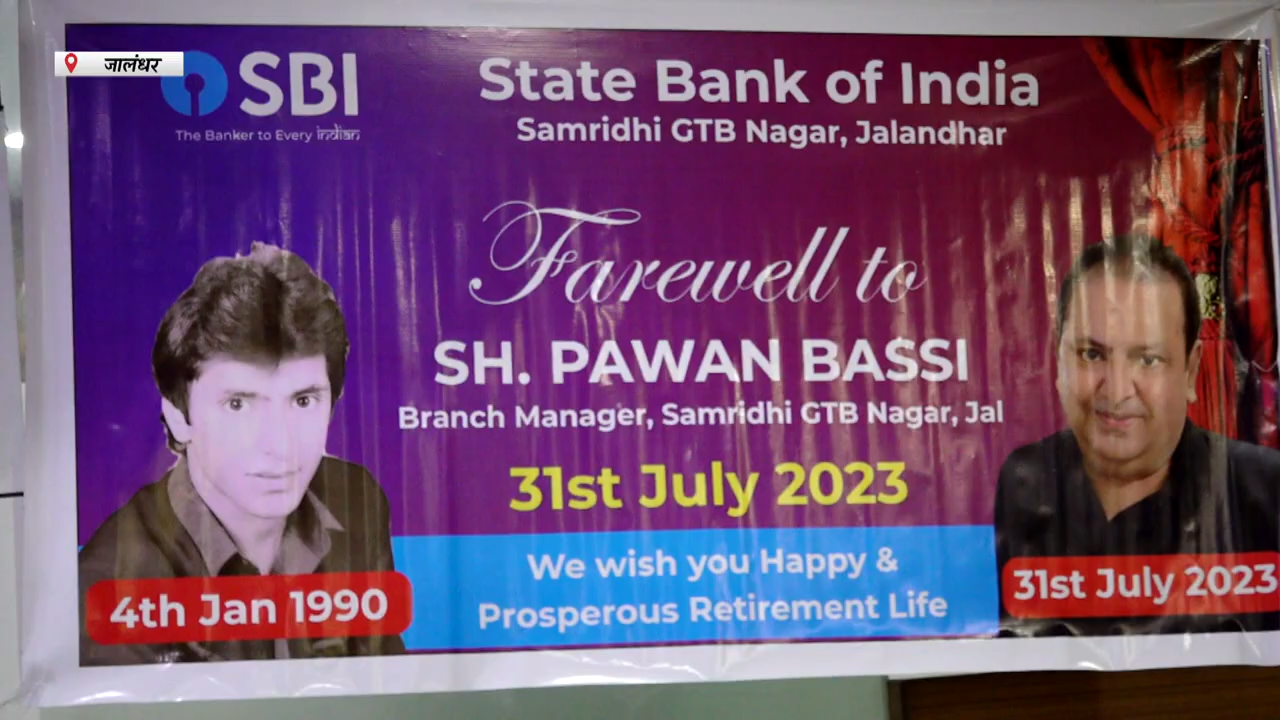 जालंधर
SBI
The Banker to Every indian
State Bank of India
Samridhi GTB Nagar, Jalandhar
Farewell to
SH. PAWAN BASSI
Branch Manager, Samridhi GTB Nagar, Jal
31st July 2023
We wish you Happy &
Prosperous Retirement Life
4th Jan 1990
31st July 2023